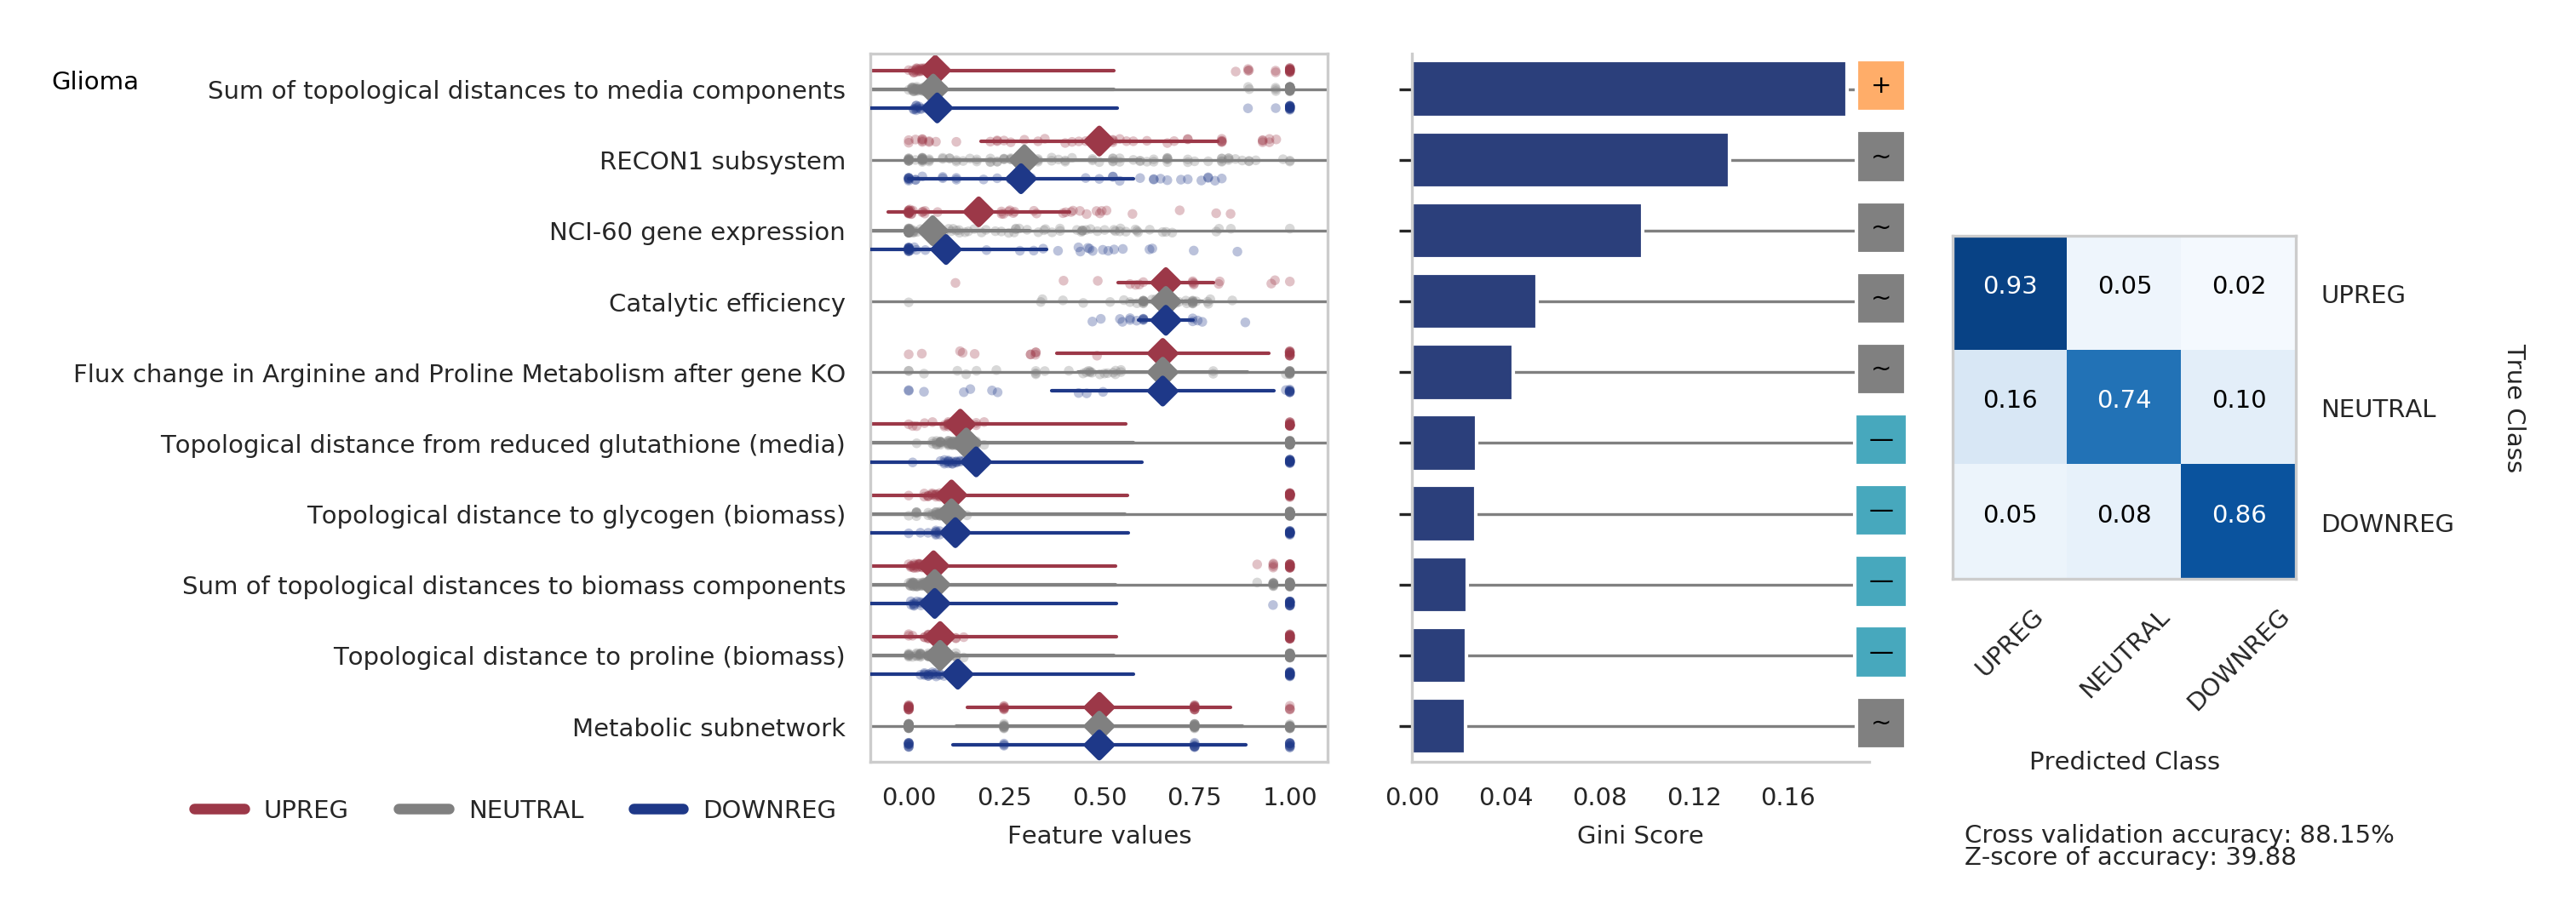 Glioma
Sum of topological distances to media components
RECON1 subsystem
NCI-60 gene expression
Catalytic efficiency
Flux change in Arginine and Proline Metabolism after gene KO
Topological distance from reduced glutathione (media)
Topological distance to glycogen (biomass)
Sum of topological distances to biomass components
Topological distance to proline (biomass)
Metabolic subnetwork
UPREG NEUTRAL DOWNREG
0.00 0.25 0.50 0.75 1.00
Feature values
+
~
~
~
~
—
—
—
—
~
0.00 0.04 0.08 0.12 0.16
Gini Score
0.93 0.05 0.02 UPREG
0.16 0.74 0.10 NEUTRAL
0.05 0.08 0.86 DOWNREG
True Class
UPREG NEUTRAL DOWNREG
Predicted Class
Cross validation accuracy: 88.15%
Z-score of accuracy: 39.88